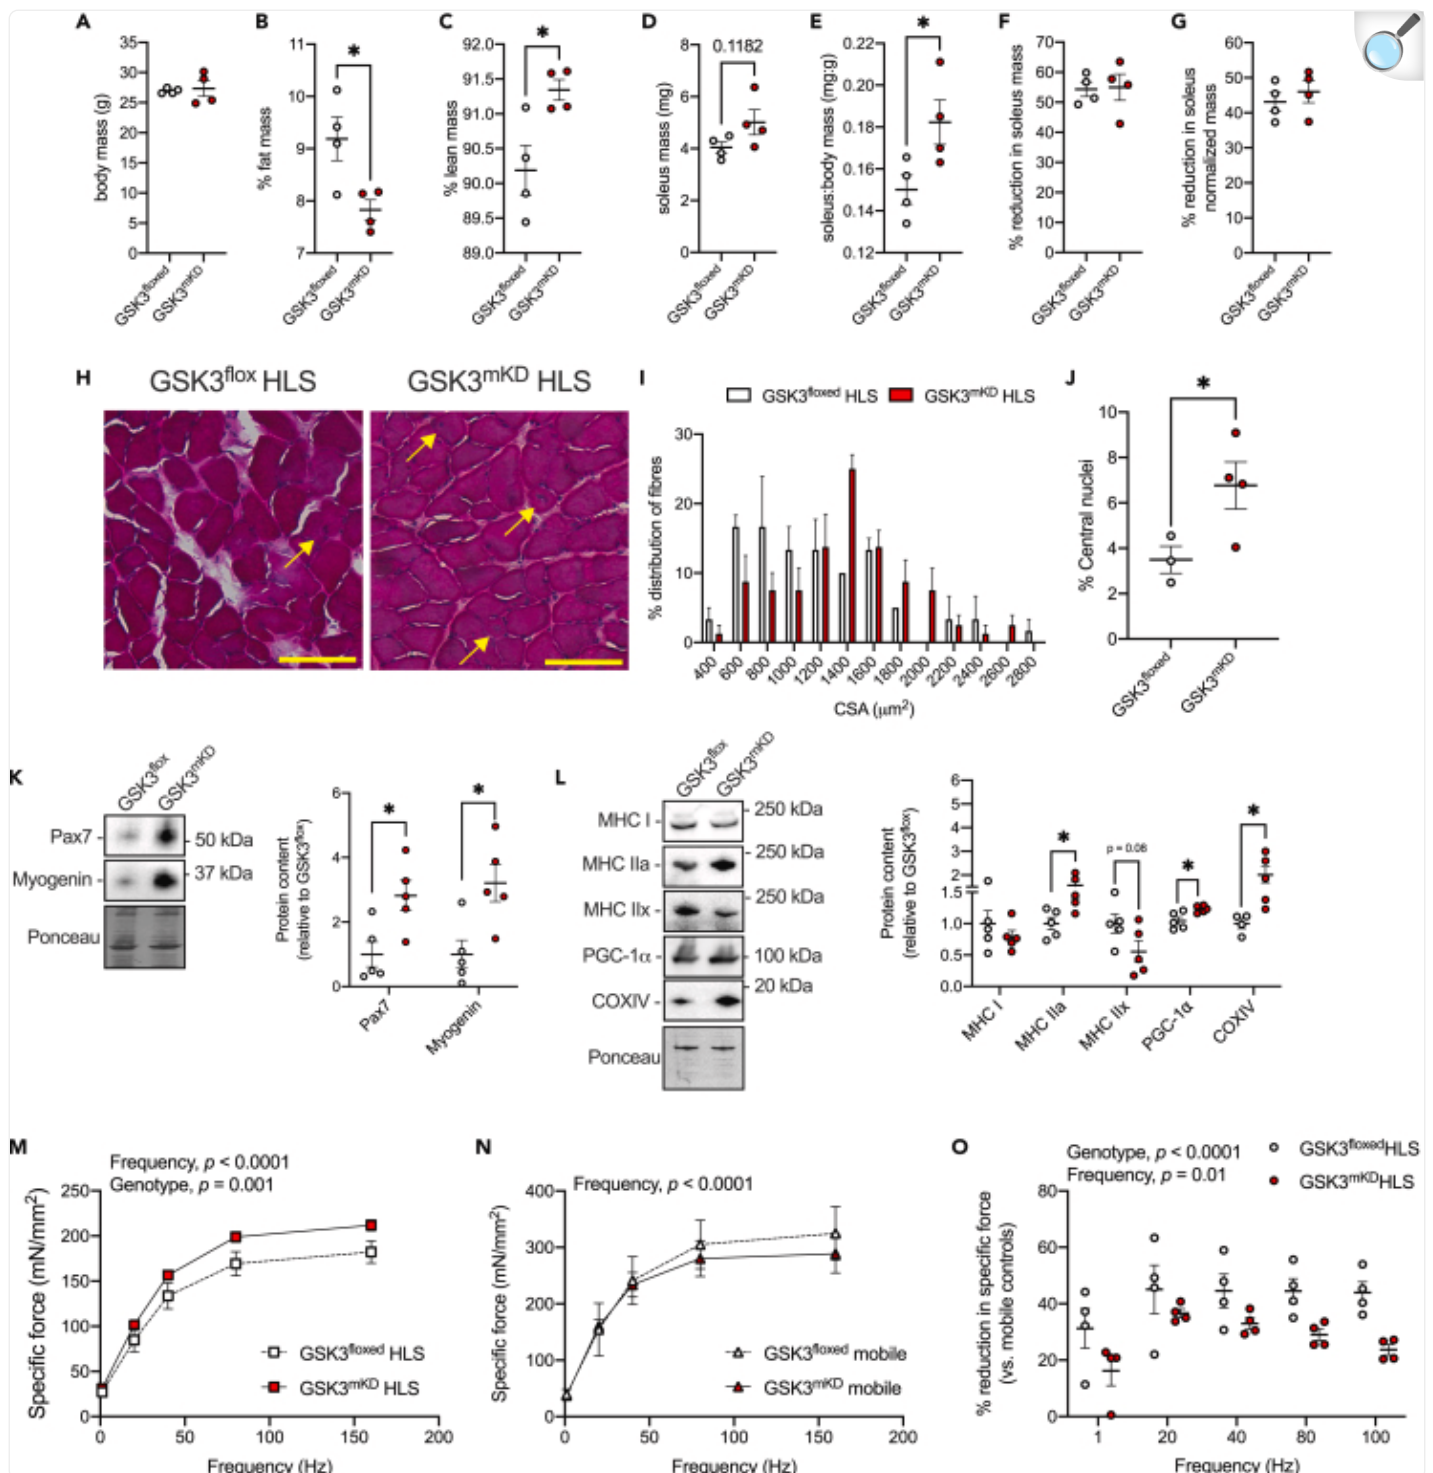 A
body mass (g)
35
30
25
20
15
10
5
0
GSK3floxed
GSK3mKD
B
% fat mass
*
11
10
9
8
7
GSK3floxed
GSK3mKD
C
% lean mass
*
92.0
91.5
91.0
90.5
90.0
89.5
89.0
GSK3floxed
GSK3mKD
D
soleus mass (mg)
0.1182
8
6
4
2
0
GSK3floxed
GSK3mKD
E
soleus:body mass (mg:g)
*
0.22
0.20
0.18
0.16
0.14
0.12
GSK3floxed
GSK3mKD
F
% reduction in soleus mass
70
60
50
40
30
20
10
0
GSK3floxed
GSK3mKD
G
% reduction in soleus
normalized mass
60
50
40
30
20
10
0
GSK3floxed
GSK3mKD
H
GSK3flox HLS
GSK3mKD HLS
I
GSK3floxed HLS
GSK3mKD HLS
% distribution of fibres
30
20
10
0
400
600
800
1000
1200
1400
1600
1800
2000
2200
2400
2600
2800
CSA (µm2)
J
% Central nuclei
*
10
8
6
4
2
0
GSK3floxed
GSK3mKD
K
GSK3flox
GSK3mKD
Pax7 -
- 50 kDa
Myogenin -
- 37 kDa
Ponceau
Protein content
(relative to GSK3flox)
6
4
2
0
*
*
Pax7
Myogenin
L
GSK3flox
GSK3mKD
MHC I -
- 250 kDa
MHC IIa -
- 250 kDa
MHC IIx -
- 250 kDa
PGC-1α -
- 100 kDa
COXIV -
- 20 kDa
Ponceau
Protein content
(relative to GSK3flox)
6
5
4
3
2
1.5
1.0
0.5
0.0
*
p = 0.06
*
*
MHC I
MHC IIa
MHC IIx
PGC-1α
COXIV
M
Frequency, p < 0.0001
Genotype, p = 0.001
Specific force (mN/mm2)
250
200
150
100
50
0
GSK3floxed HLS
GSK3mKD HLS
0
50
100
150
200
Frequency (Hz)
N
Frequency, p < 0.0001
Specific force (mN/mm2)
400
300
200
100
0
GSK3floxed mobile
GSK3mKD mobile
0
50
100
150
200
Frequency (Hz)
O
Genotype, p < 0.0001
Frequency, p = 0.01
GSK3floxedHLS
GSK3mKDHLS
% reduction in specific force
(vs. mobile controls)
80
60
40
20
0
1
20
40
80
100
Frequency (Hz)